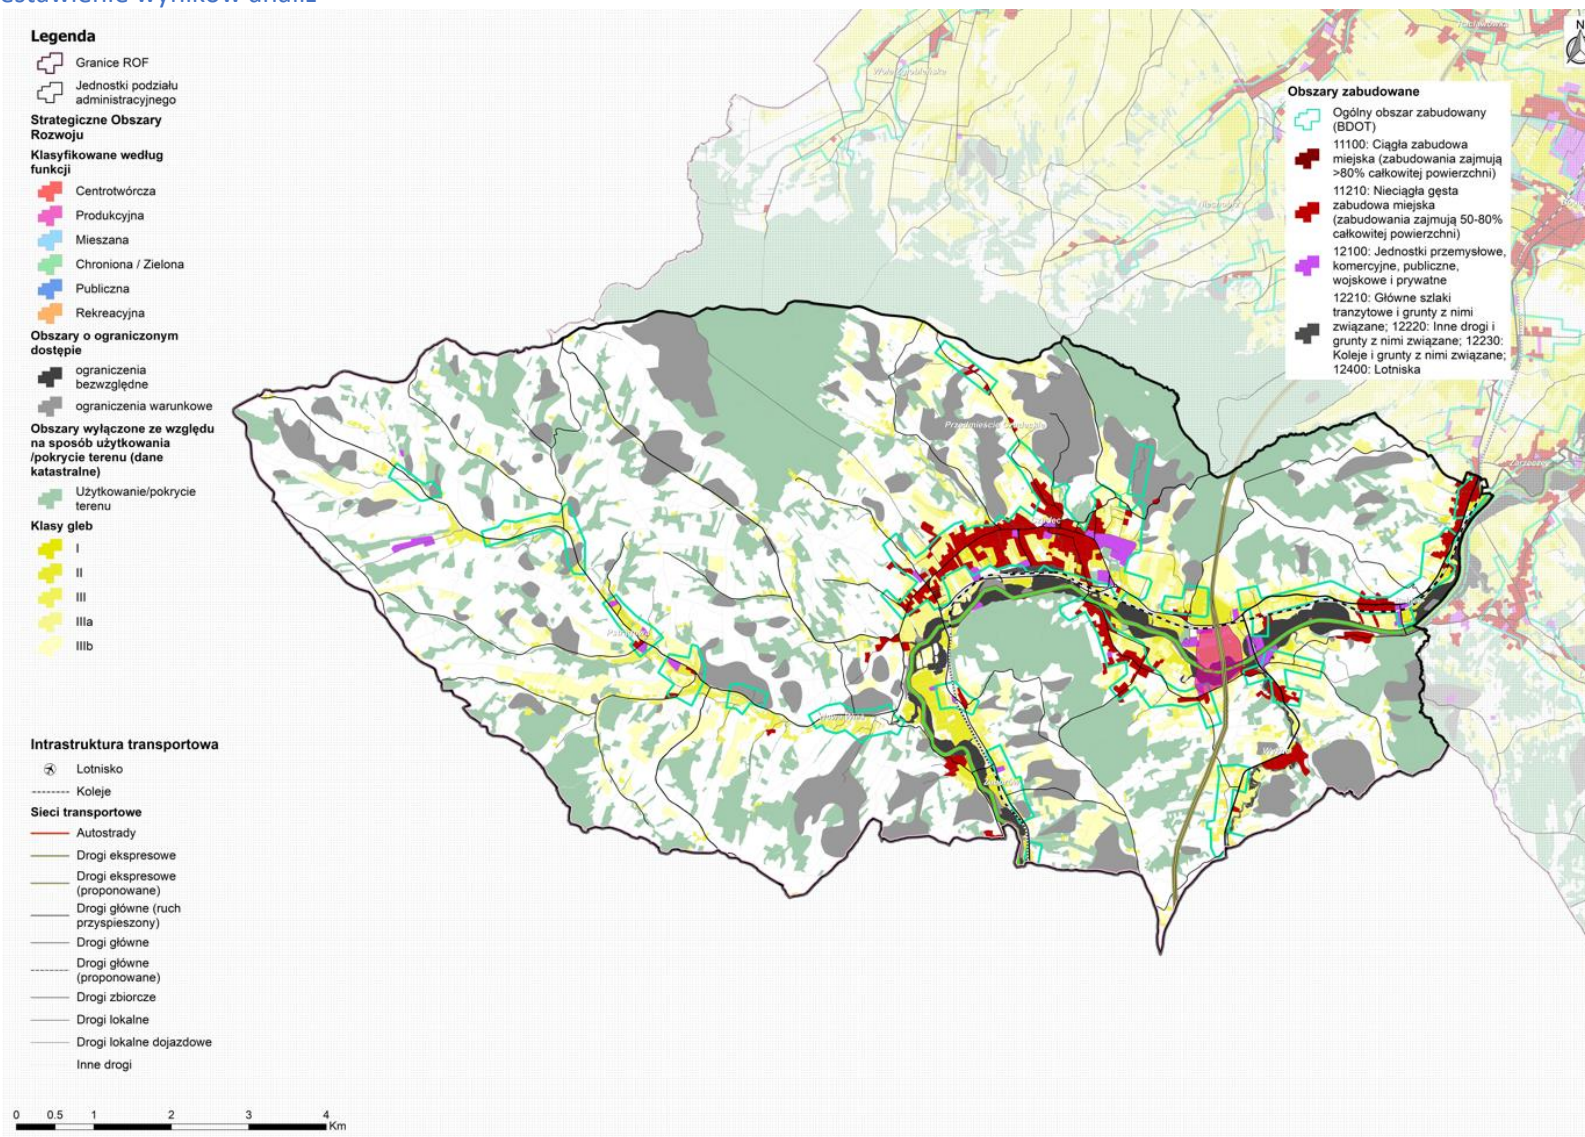 estawienie wyników analiz
Legenda
Granice ROF
Jednostki podziału
administracyjnego
Strategiczne Obszary
Rozwoju
Klasyfikowane według
funkcji
Centrotwórcza
Produkcyjna
Mieszana
Chroniona / Zielona
Publiczna
Rekreacyjna
Obszary o ograniczonym
dostępie
ograniczenia
bezwzględne
ograniczenia warunkowe
Obszary wyłączone ze względu
na sposób użytkowania
/pokrycie terenu (dane
katastralne)
Użytkowanie/pokrycie
terenu
Klasy gleb
I
II
III
IIIa
IIIb
Intrastruktura transportowa
Lotnisko
Koleje
Sieci transportowe
Autostrady
Drogi ekspresowe
Drogi ekspresowe
(proponowane)
Drogi główne (ruch
przyspieszony)
Drogi główne
Drogi główne
(proponowane)
Drogi zbiorcze
Drogi lokalne
Drogi lokalne dojazdowe
Inne drogi
0 0.5 1 2 3 4
Km
N
Obszary zabudowane
Ogólny obszar zabudowany
(BDOT)
11100: Ciągła zabudowa
miejska (zabudowania zajmują
>80% całkowitej powierzchni)
11210: Nieciągła gęsta
zabudowa miejska
(zabudowania zajmują 50-80%
całkowitej powierzchni)
12100: Jednostki przemysłowe,
komercyjne, publiczne,
wojskowe i prywatne
12210: Główne szlaki
tranzytowe i grunty z nimi
związane; 12220: Inne drogi i
grunty z nimi związane; 12230:
Koleje i grunty z nimi związane;
12400: Lotniska